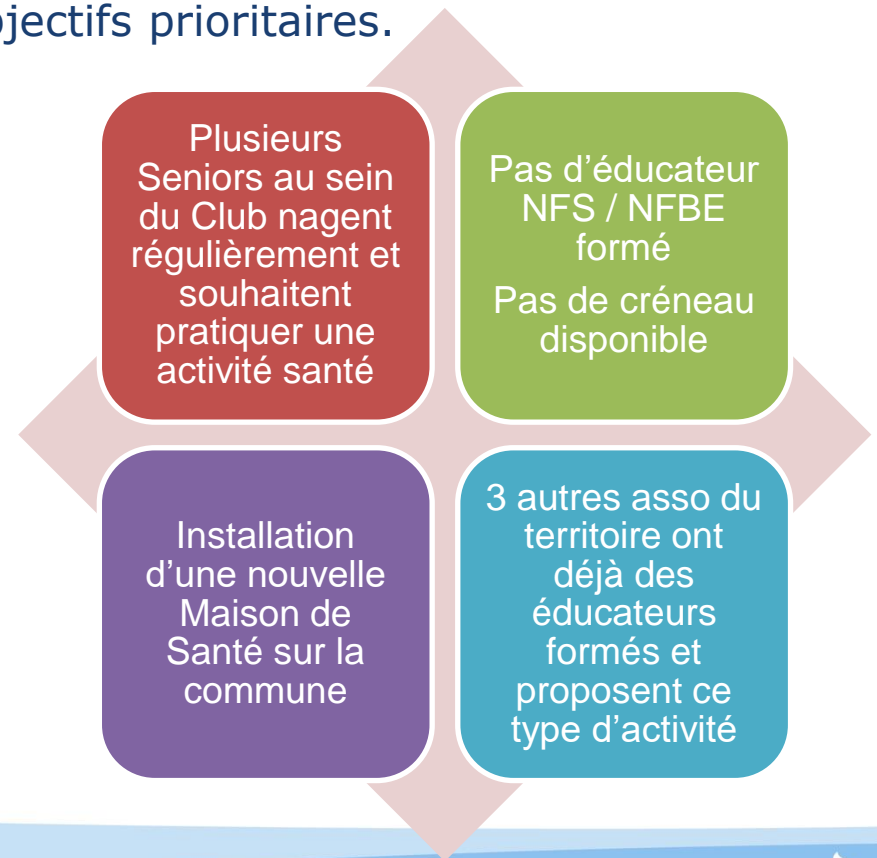 jectifs prioritaires.
Plusieurs
Seniors au sein
du Club nagent
régulièrement et
souhaitent
pratiquer une
activité santé
Pas d’éducateur
NFS / NFBE
formé
Pas de créneau
disponible
Installation
d’une nouvelle
Maison de
Santé sur la
commune
3 autres asso du
territoire ont
déjà des
éducateurs
formés et
proposent ce
type d’activité